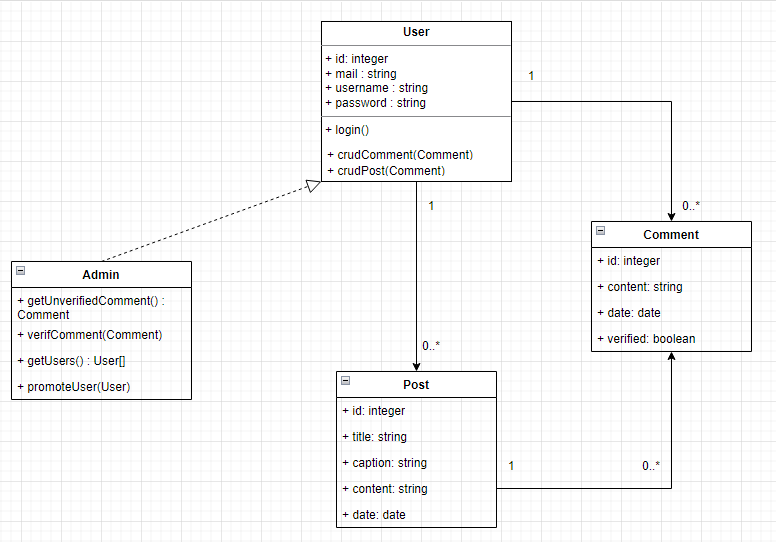 User
+ id: integer
+ mail : string
+ username : string
+ password : string
+ login()
+ crudComment(Comment)
+ crudPost(Comment)
1
0..*
1
0..*
Comment
+ id: integer
+ content: string
+ date: date
+ verified: boolean
Admin
+ getUnverifiedComment() :
Comment
+ verifComment(Comment)
+ getUsers() : User[]
+ promoteUser(User)
Post
+ id: integer
+ title: string
+ caption: string
+ content: string
+ date: date
1
0..*